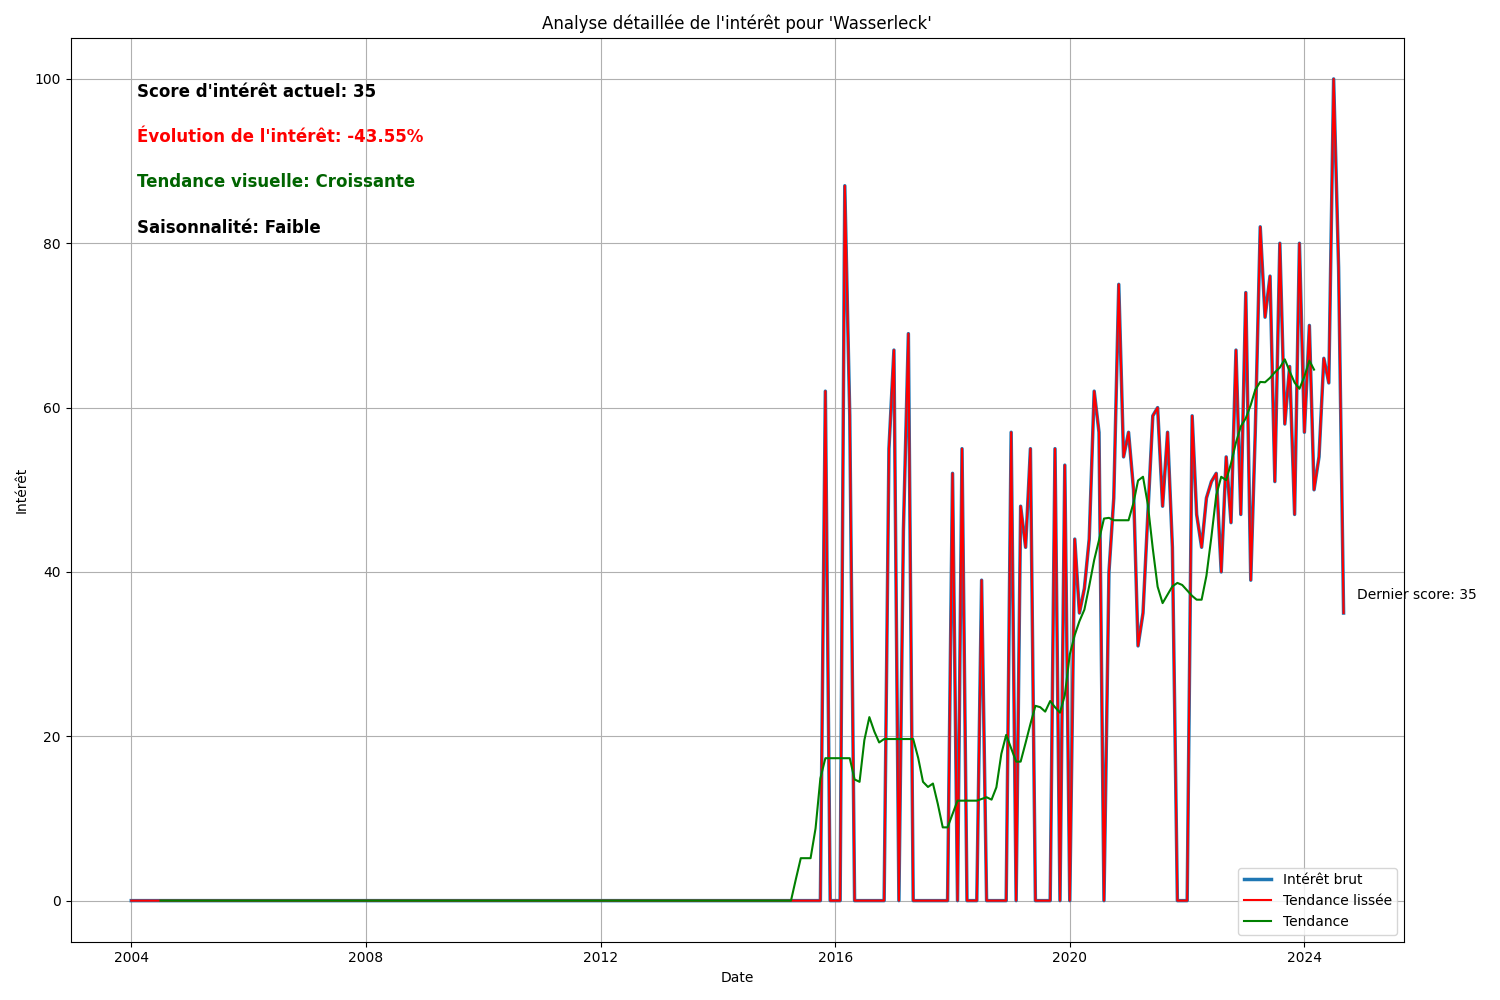 Analyse détaillée de l'intérêt pour 'Wasserleck'
Score d'intérêt actuel: 35
Évolution de l'intérêt: -43.55%
Tendance visuelle: Croissante
Saisonnalité: Faible
100
80
60
40
20
0
Intérêt
Dernier score: 35
Intérêt brut
Tendance lissée
Tendance
2004 2008 2012 2016 2020 2024
Date